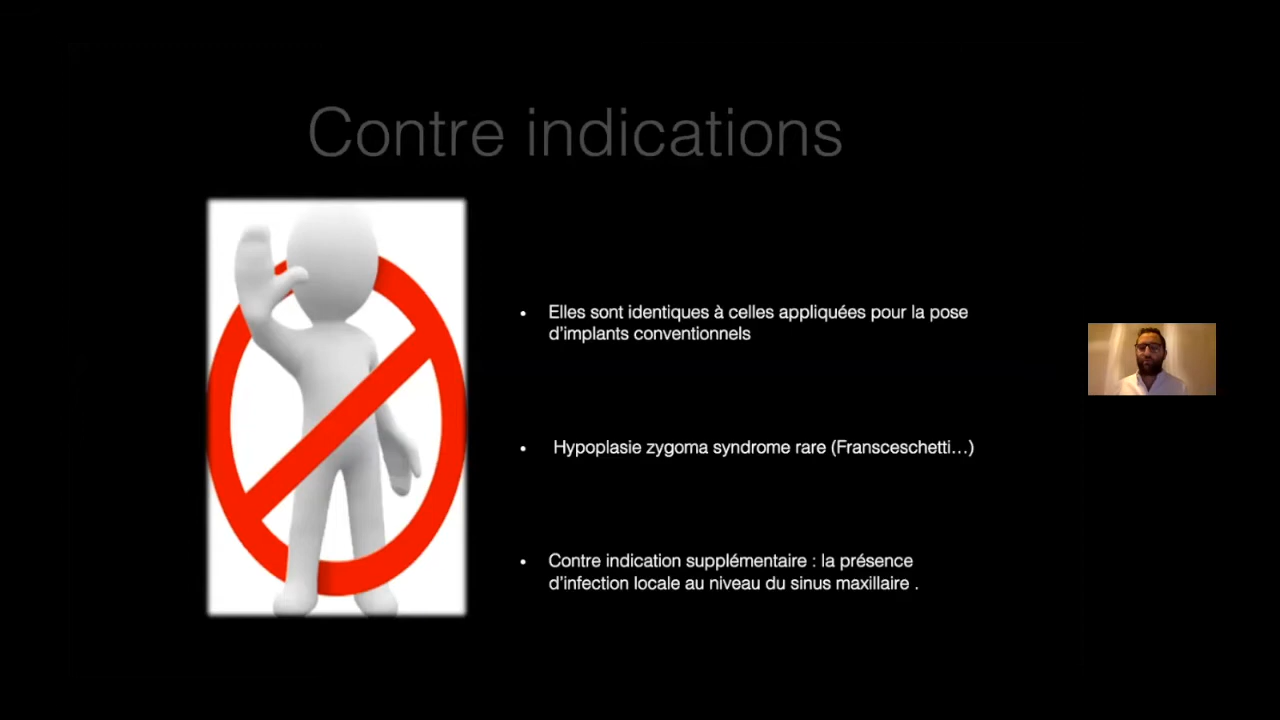 Contre indications
• Elles sont identiques à celles appliquées pour la pose
d’implants conventionnels
• Hypoplasie zygoma syndrome rare (Fransceschetti…)
• Contre indication supplémentaire : la présence
d’infection locale au niveau du sinus maxillaire .